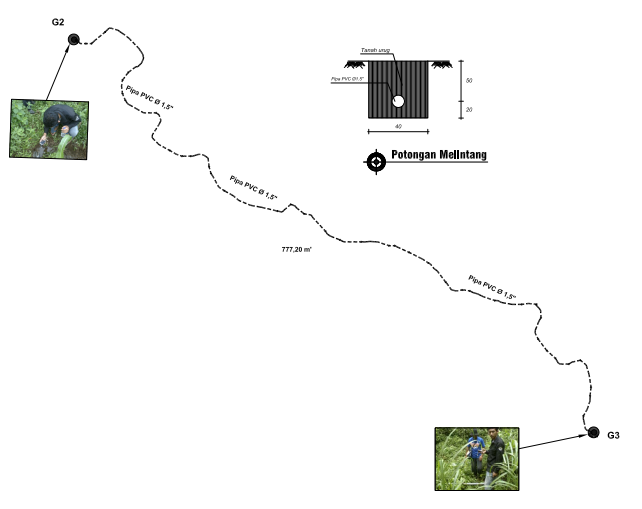 G2
Pipa PVC Ø 1,5"
Tanah urug
Pipa PVC Ø1.5"
50
20
40
Potongan Melintang
Pipa PVC Ø 1,5"
777,20 m'
Pipa PVC Ø 1,5"
G3